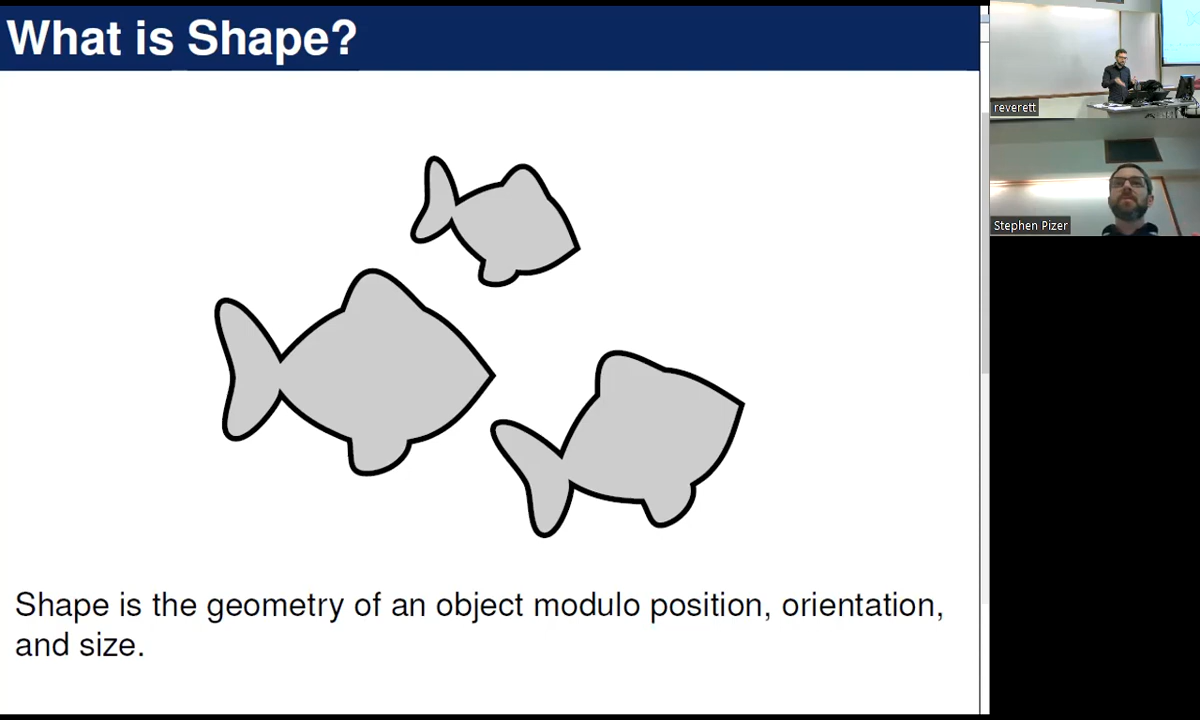 What is Shape?
reverett
Stephen Pizer
Shape is the geometry of an object modulo position, orientation,
and size.